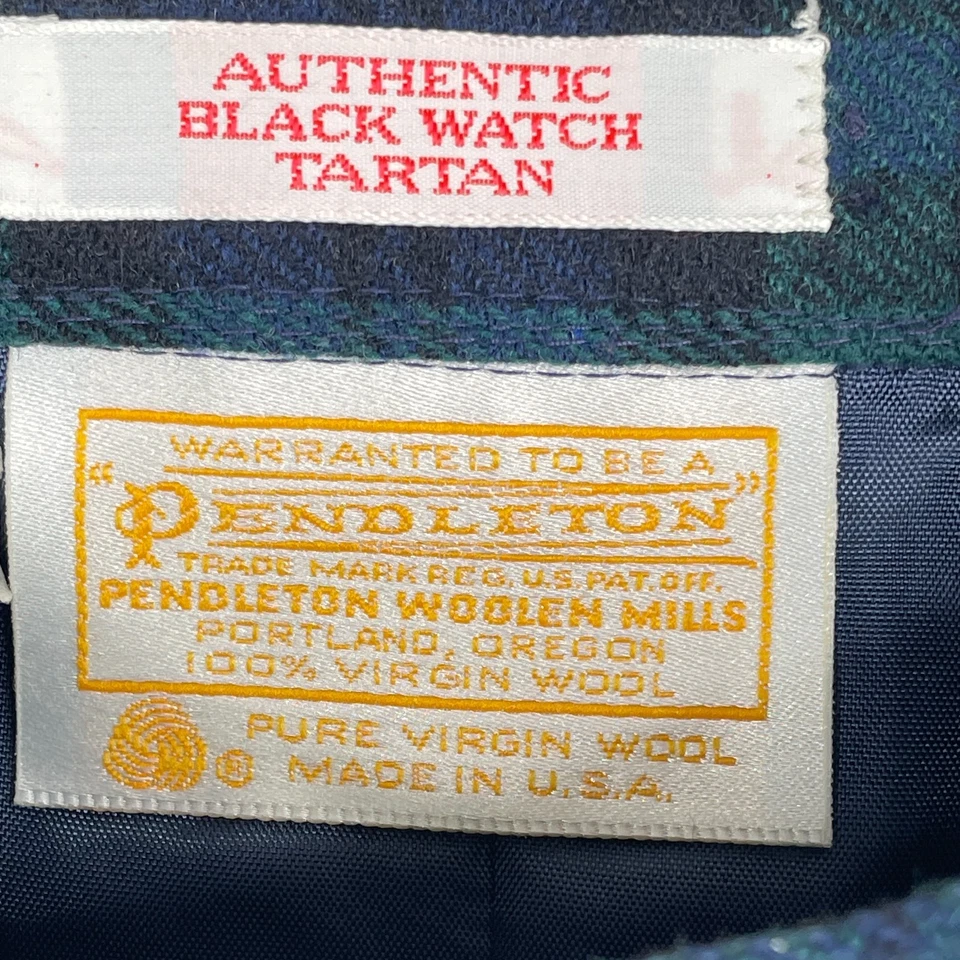 AUTHENTIC
BLACK WATCH
TARTAN
WARRANTED TO BE A
"PENDLETON"
TRADE MARK REG. U.S. PAT. OFF.
PENDLETON WOOLEN MILLS
PORTLAND, OREGON
100% VIRGIN WOOL
PURE VIRGIN WOOL
® MADE IN U.S.A.